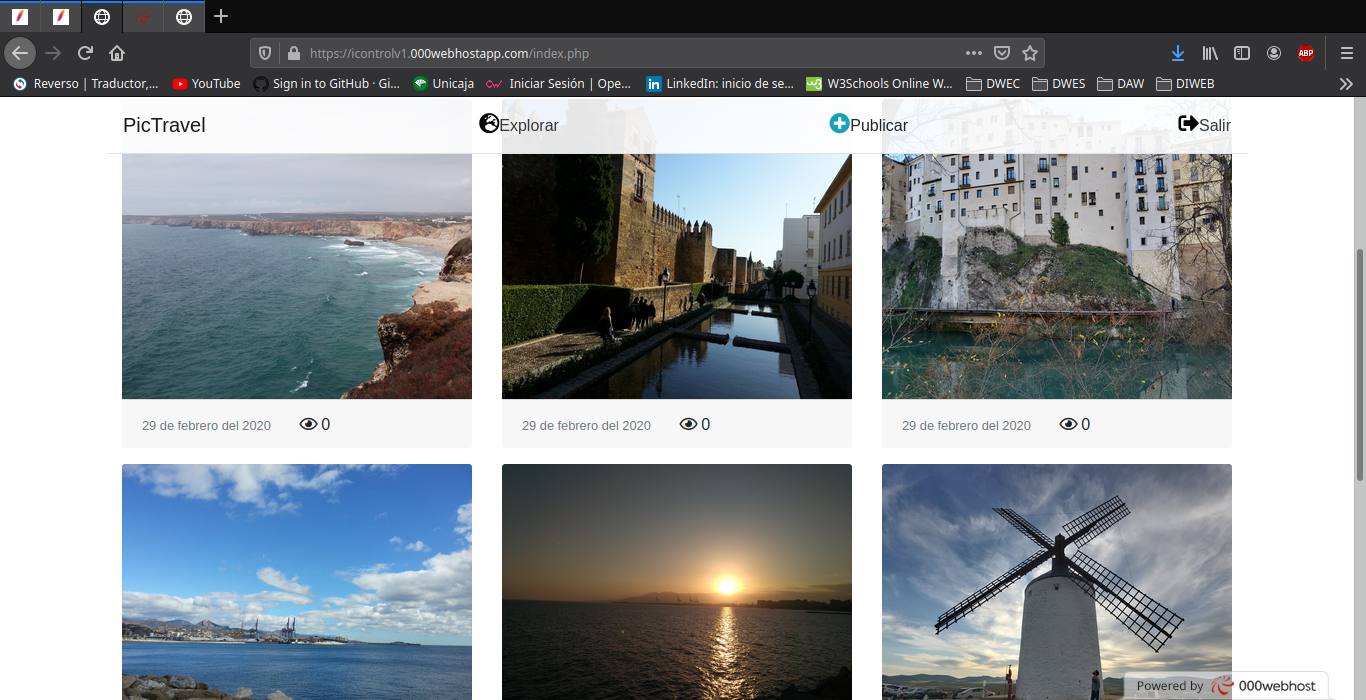 https://icontrolv1.000webhostapp.com/index.php
Reverso | Traductor,... YouTube Sign in to GitHub · Gi... Unicaja Iniciar Sesión | Ope... LinkedIn: inicio de se... W3Schools Online W... DWEC DWES DAW DIWEB
PicTravel Explorar Publicar Salir
29 de febrero del 2020 0
29 de febrero del 2020 0
29 de febrero del 2020 0
Powered by 000webhost
ABP